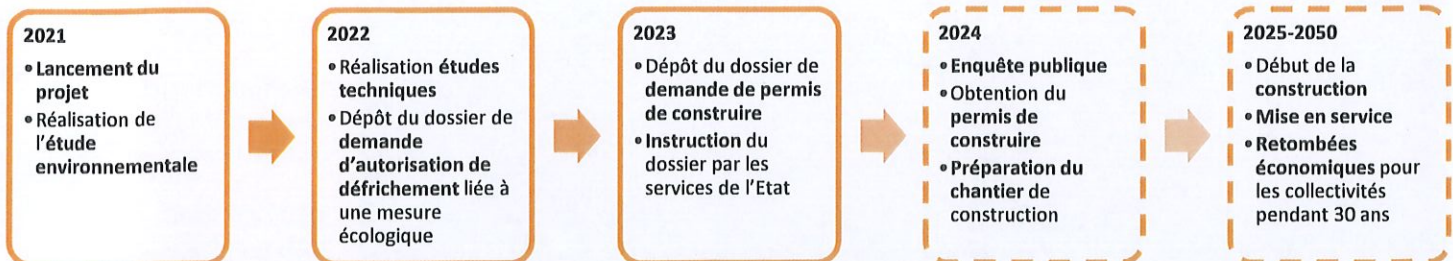 2021
• Lancement du
projet
• Réalisation de
l'étude
environnementale
2022
• Réalisation études
techniques
• Dépôt du dossier de
demande
d'autorisation de
défrichement liée à
une mesure
écologique
2023
• Dépôt du dossier de
demande de permis
de construire
• Instruction du
dossier par les
services de l'Etat
2024
• Enquête publique
• Obtention du
permis de
construire
• Préparation du
chantier de
construction
2025-2050
• Début de la
construction
• Mise en service
• Retombées
économiques pour
les collectivités
pendant 30 ans